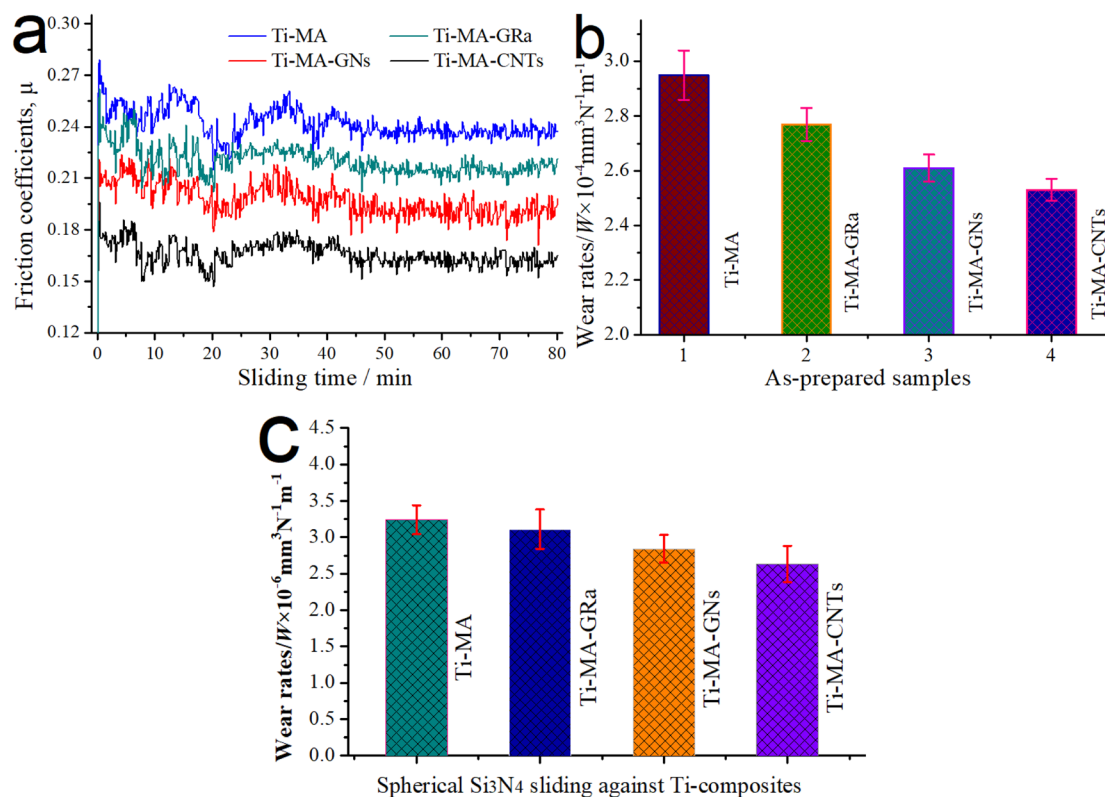 a
0.30
0.27
0.24
0.21
0.18
0.15
0.12
Friction coefficients, μ
Ti-MA
Ti-MA-GRa
Ti-MA-GNs
Ti-MA-CNTs
0
10
20
30
40
50
60
70
80
Sliding time / min
b
3.0
2.8
2.6
2.4
2.2
2.0
Wear rates/W×10⁻⁴mm³N⁻¹m⁻¹
Ti-MA
Ti-MA-GRa
Ti-MA-GNs
Ti-MA-CNTs
1
2
3
4
As-prepared samples
c
4.5
4.0
3.5
3.0
2.5
2.0
1.5
1.0
0.5
0.0
Wear rates/W×10⁻⁶mm³N⁻¹m⁻¹
Ti-MA
Ti-MA-GRa
Ti-MA-GNs
Ti-MA-CNTs
Spherical Si₃N₄ sliding against Ti-composites